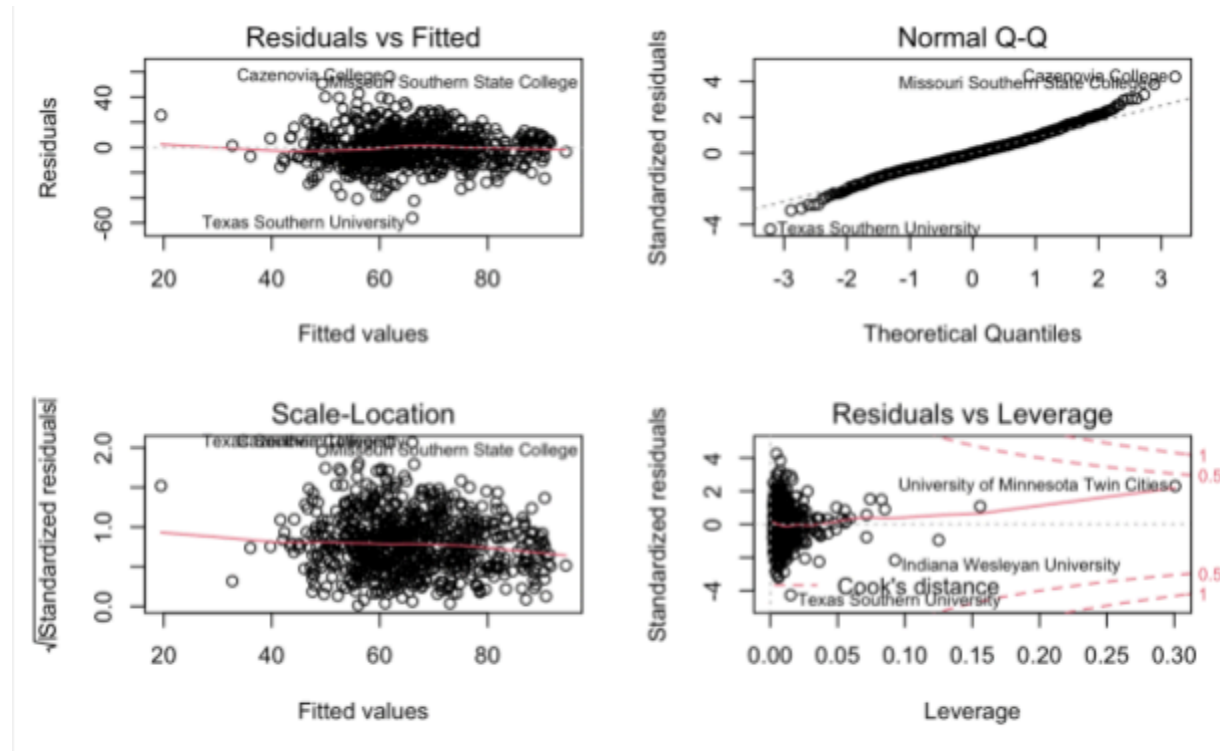 Residuals vs Fitted
Residuals
40
0
-60
Cazenovia College
Missouri Southern State College
Texas Southern University
20 40 60 80
Fitted values
Normal Q-Q
Standardized residuals
4
2
0
-4
Cazenovia College
Missouri Southern State College
Texas Southern University
-3 -2 -1 0 1 2 3
Theoretical Quantiles
Scale-Location
√|Standardized residuals|
2.0
1.0
0.0
Missouri Southern State College
20 40 60 80
Fitted values
Residuals vs Leverage
Standardized residuals
4
2
0
-4
1
0.5
University of Minnesota Twin Cities
Indiana Wesleyan University
Cook's distance
Texas Southern University
0.5
1
0.00 0.05 0.10 0.15 0.20 0.25 0.30
Leverage